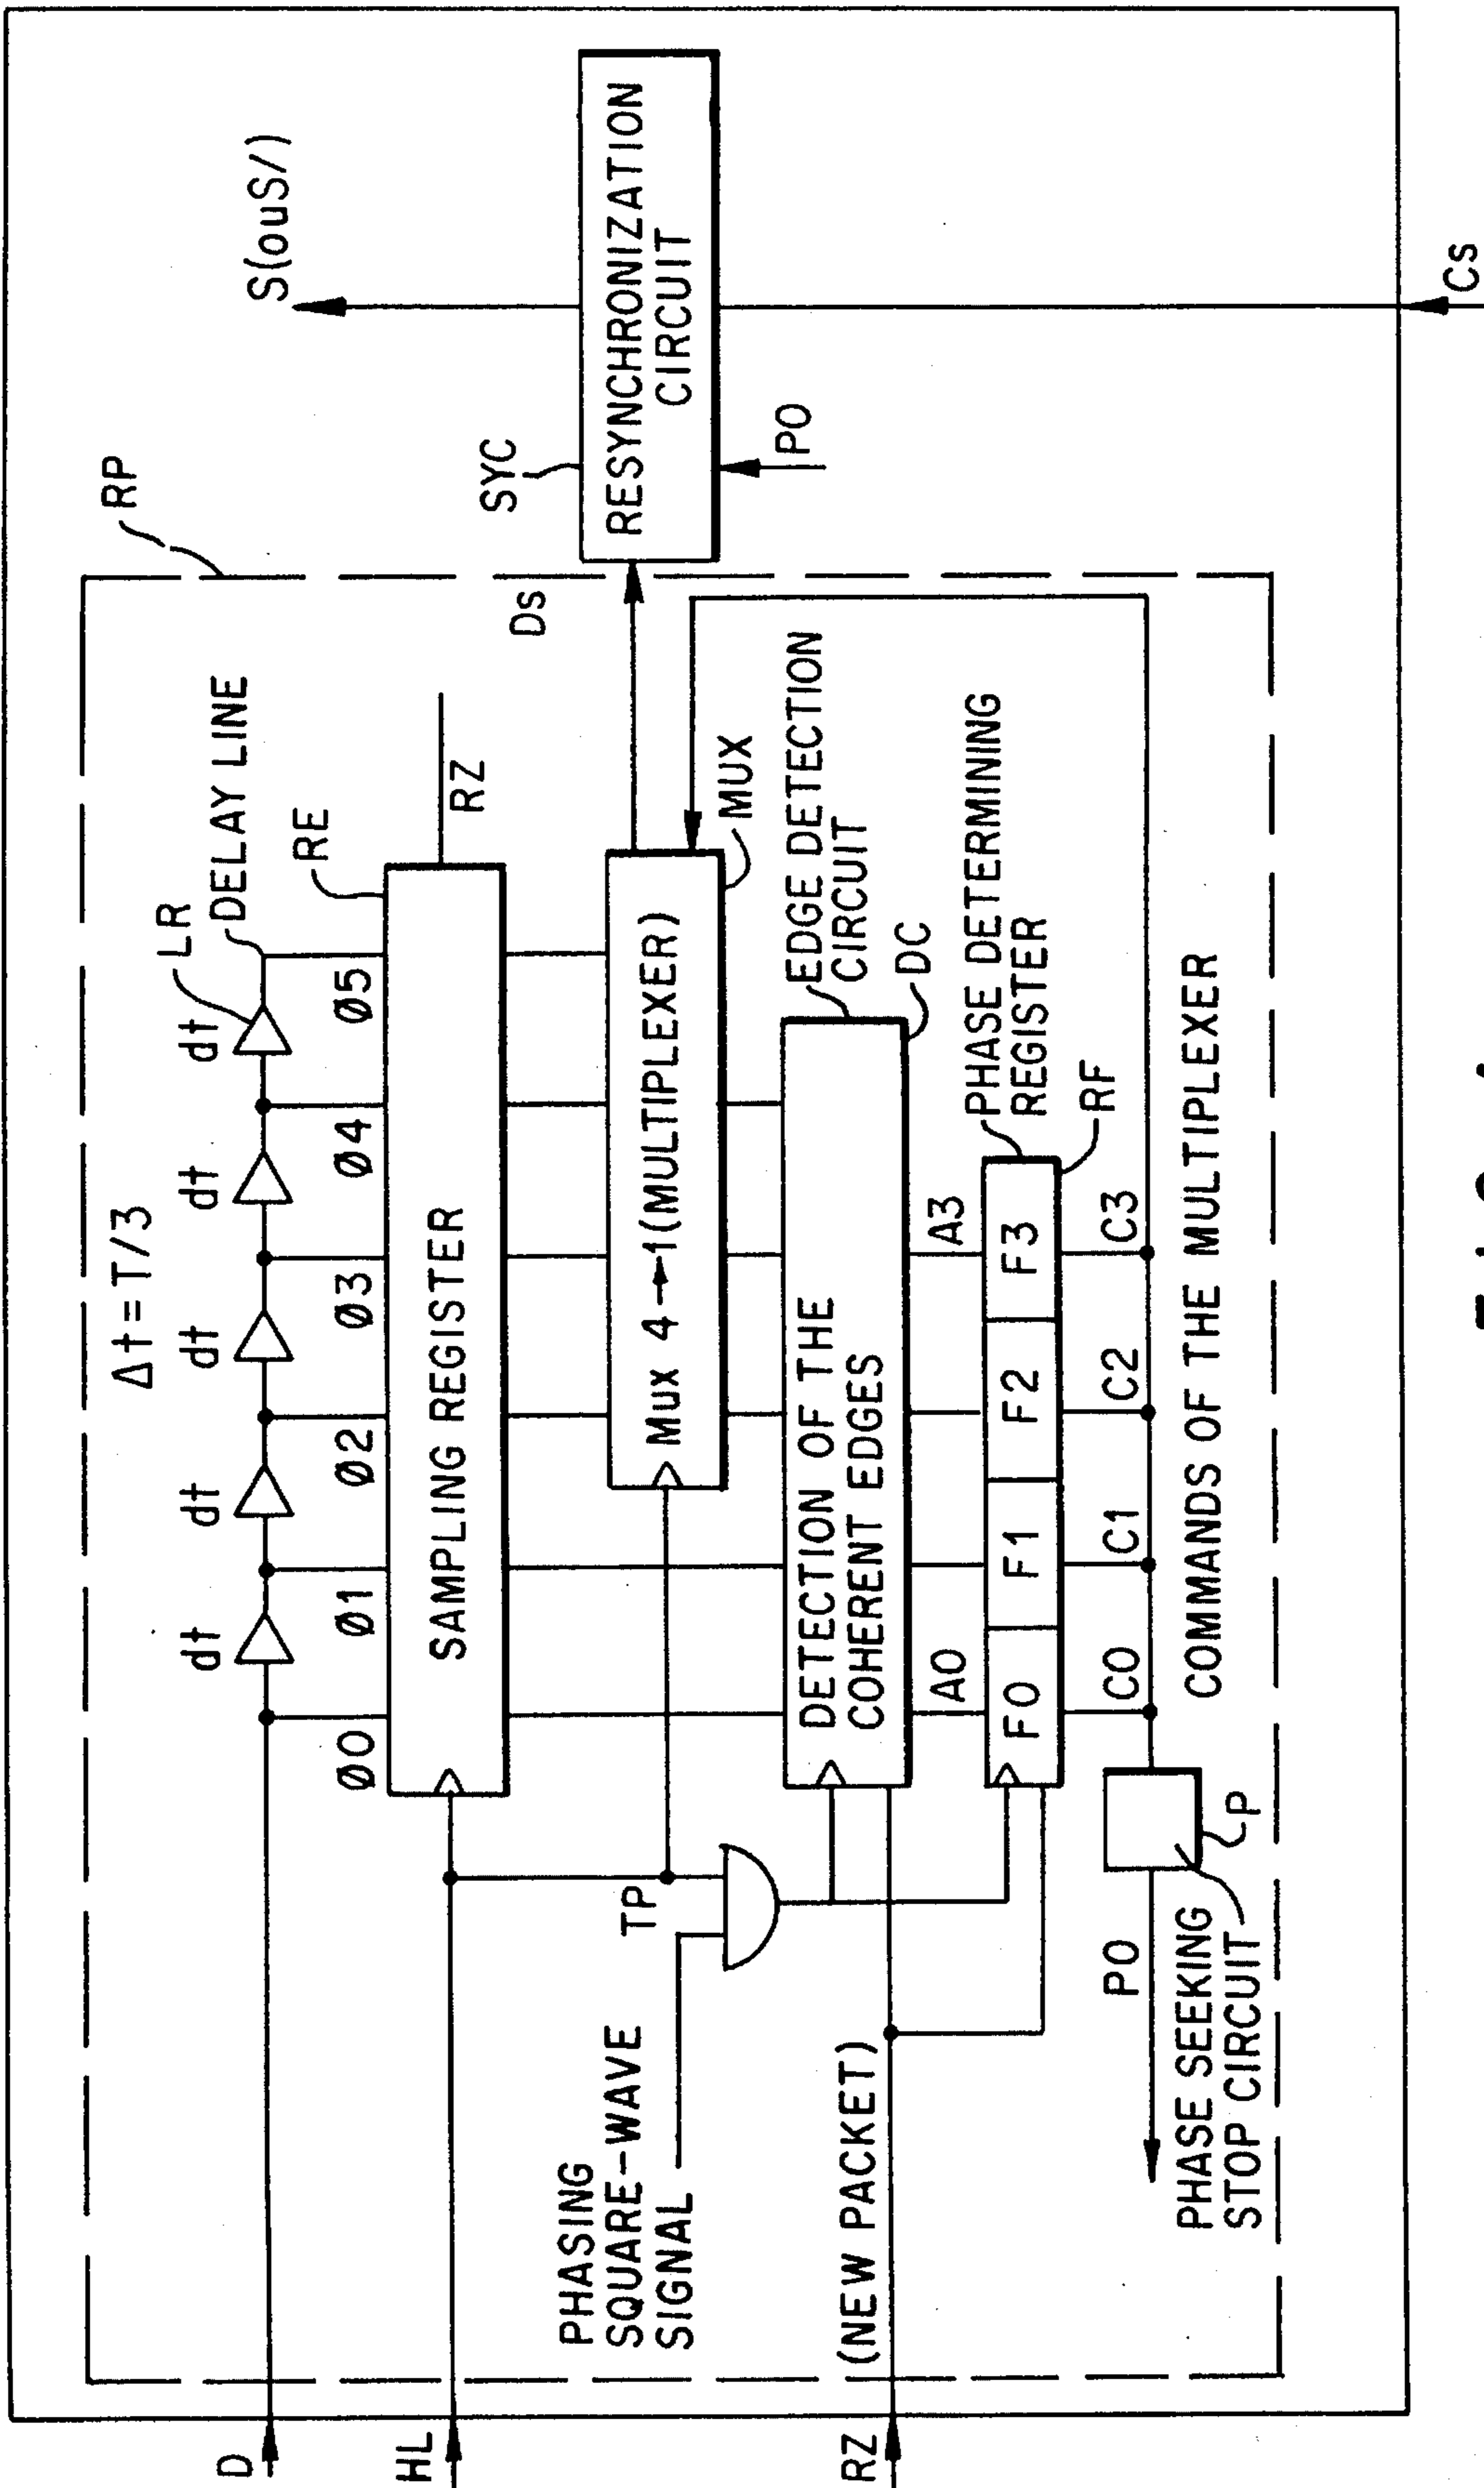 D
HL
RZ
RP
Δt=T/3
dt
dt
dt
dt
dt
LR
DELAY LINE
Ø0
Ø1
Ø2
Ø3
Ø4
Ø5
RE
SAMPLING REGISTER
RZ
Ds
SYC
RESYNCHRONIZATION
CIRCUIT
S(ouS/)
PO
Cs
Mux 4→1(MULTIPLEXER)
MUX
PHASING
SQUARE-WAVE
SIGNAL
TP
(NEW PACKET)
DETECTION OF THE
COHERENT EDGES
EDGE DETECTION
CIRCUIT
DC
A0
A3
F0
F1
F2
F3
PHASE DETERMINING
REGISTER
RF
C0
C1
C2
C3
COMMANDS OF THE MULTIPLEXER
PO
P
PHASE SEEKING
STOP CIRCUIT